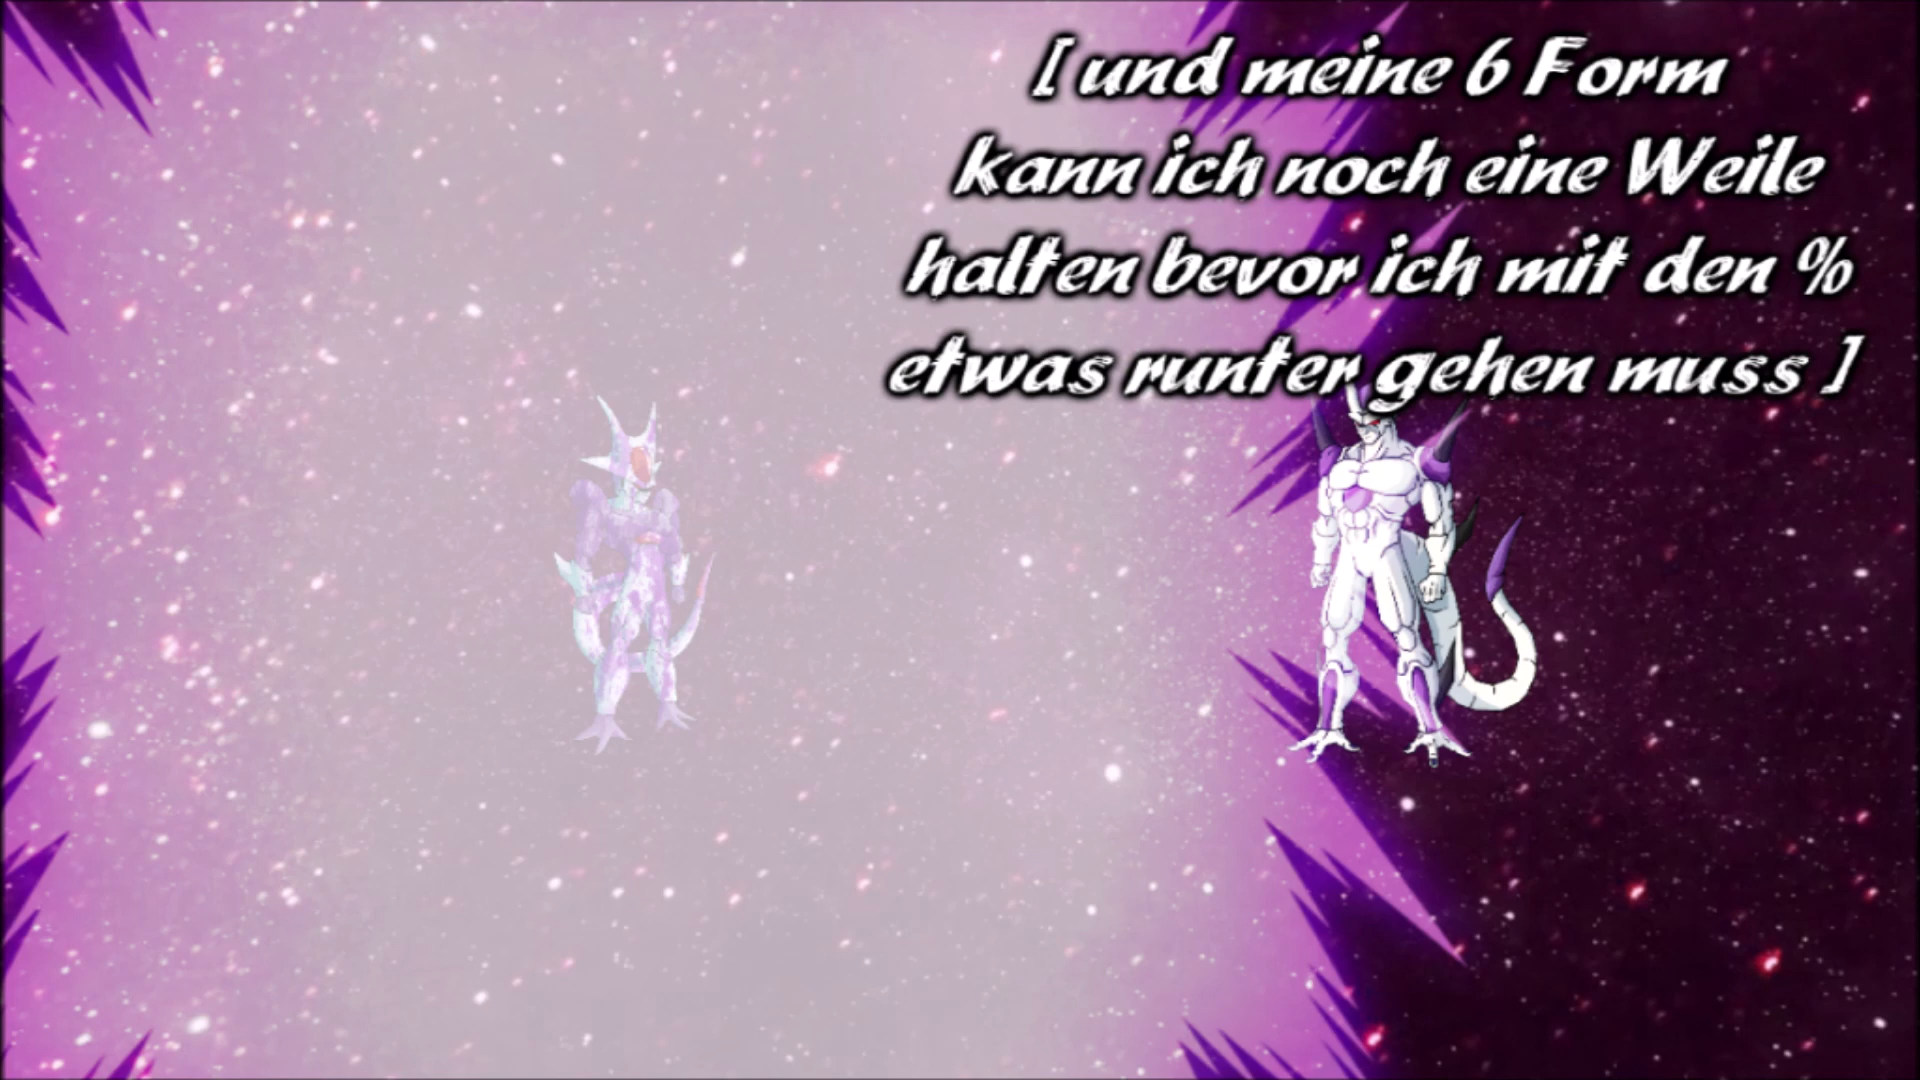 [ und meine 6 Form
kann ich noch eine Weile
halten bevor ich mit den %
etwas runter gehen muss ]